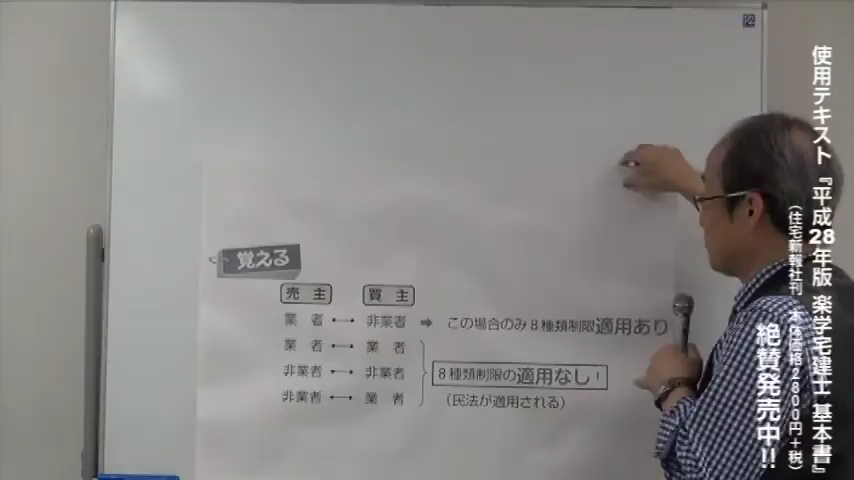 覚える
売 主 買 主
業 者 ↔ 非業者 ➡ この場合のみ8種類制限適用あり
業 者 ↔ 業 者
非業者 ↔ 非業者 8種類制限の適用なし!
非業者 ↔ 業 者 (民法が適用される)
使用テキスト『平成28年版 楽学宅建士 基本書』
(住宅新報社刊 本体価格2800円+税)
絶賛発売中!!